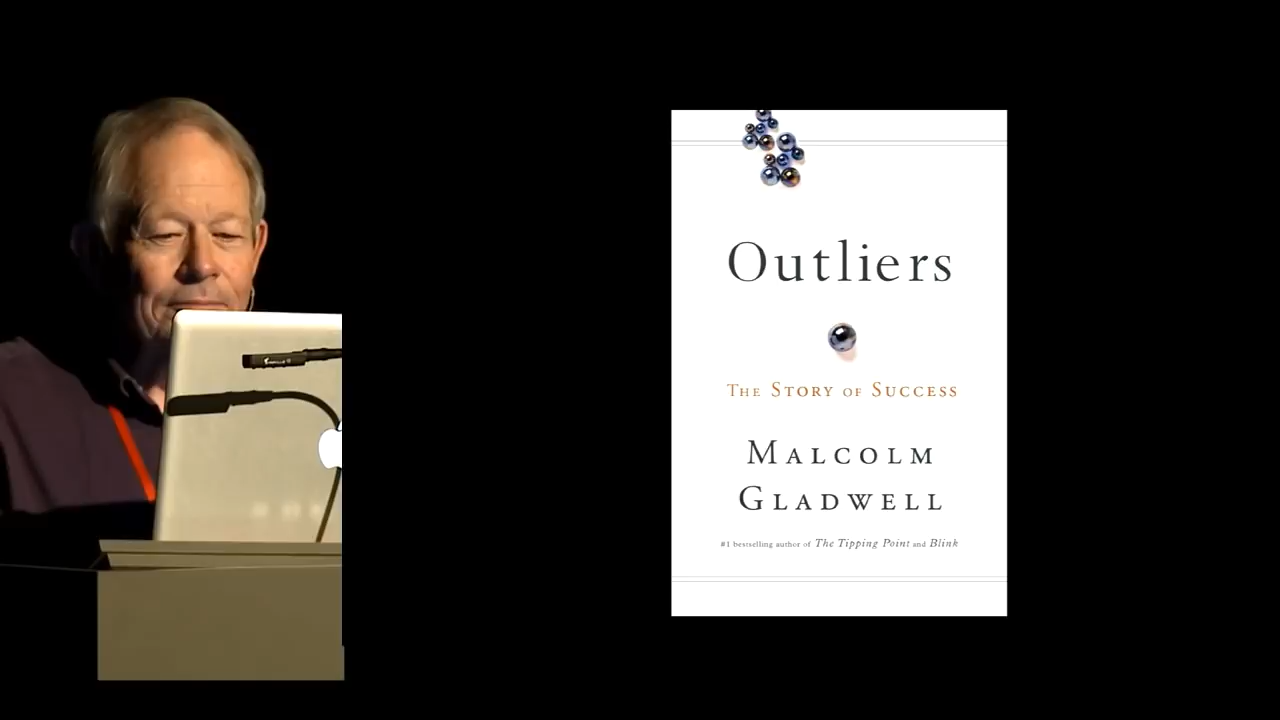 Outliers
The Story of Success
Malcolm
Gladwell
#1 bestselling author of The Tipping Point and Blink